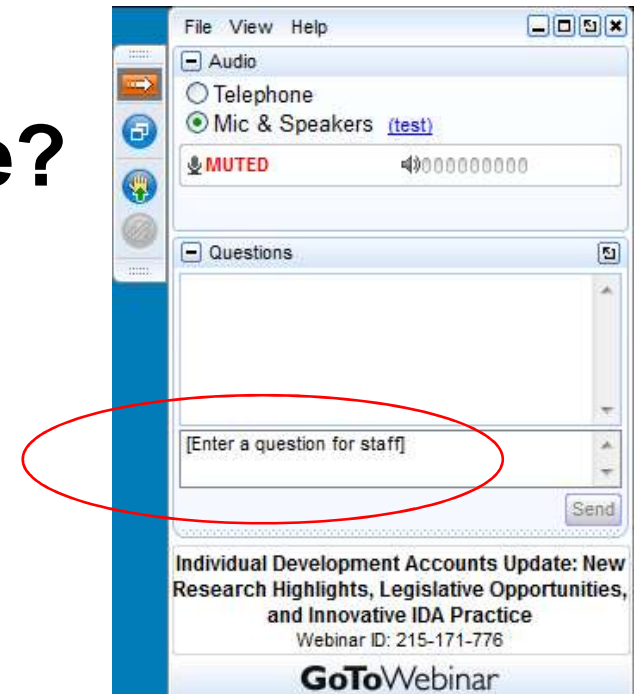 e?
File View Help
Audio
Telephone
Mic & Speakers (test)
MUTED 000000000
Questions
[Enter a question for staff]
Send
Individual Development Accounts Update: New
Research Highlights, Legislative Opportunities,
and Innovative IDA Practice
Webinar ID: 215-171-776
GoToWebinar